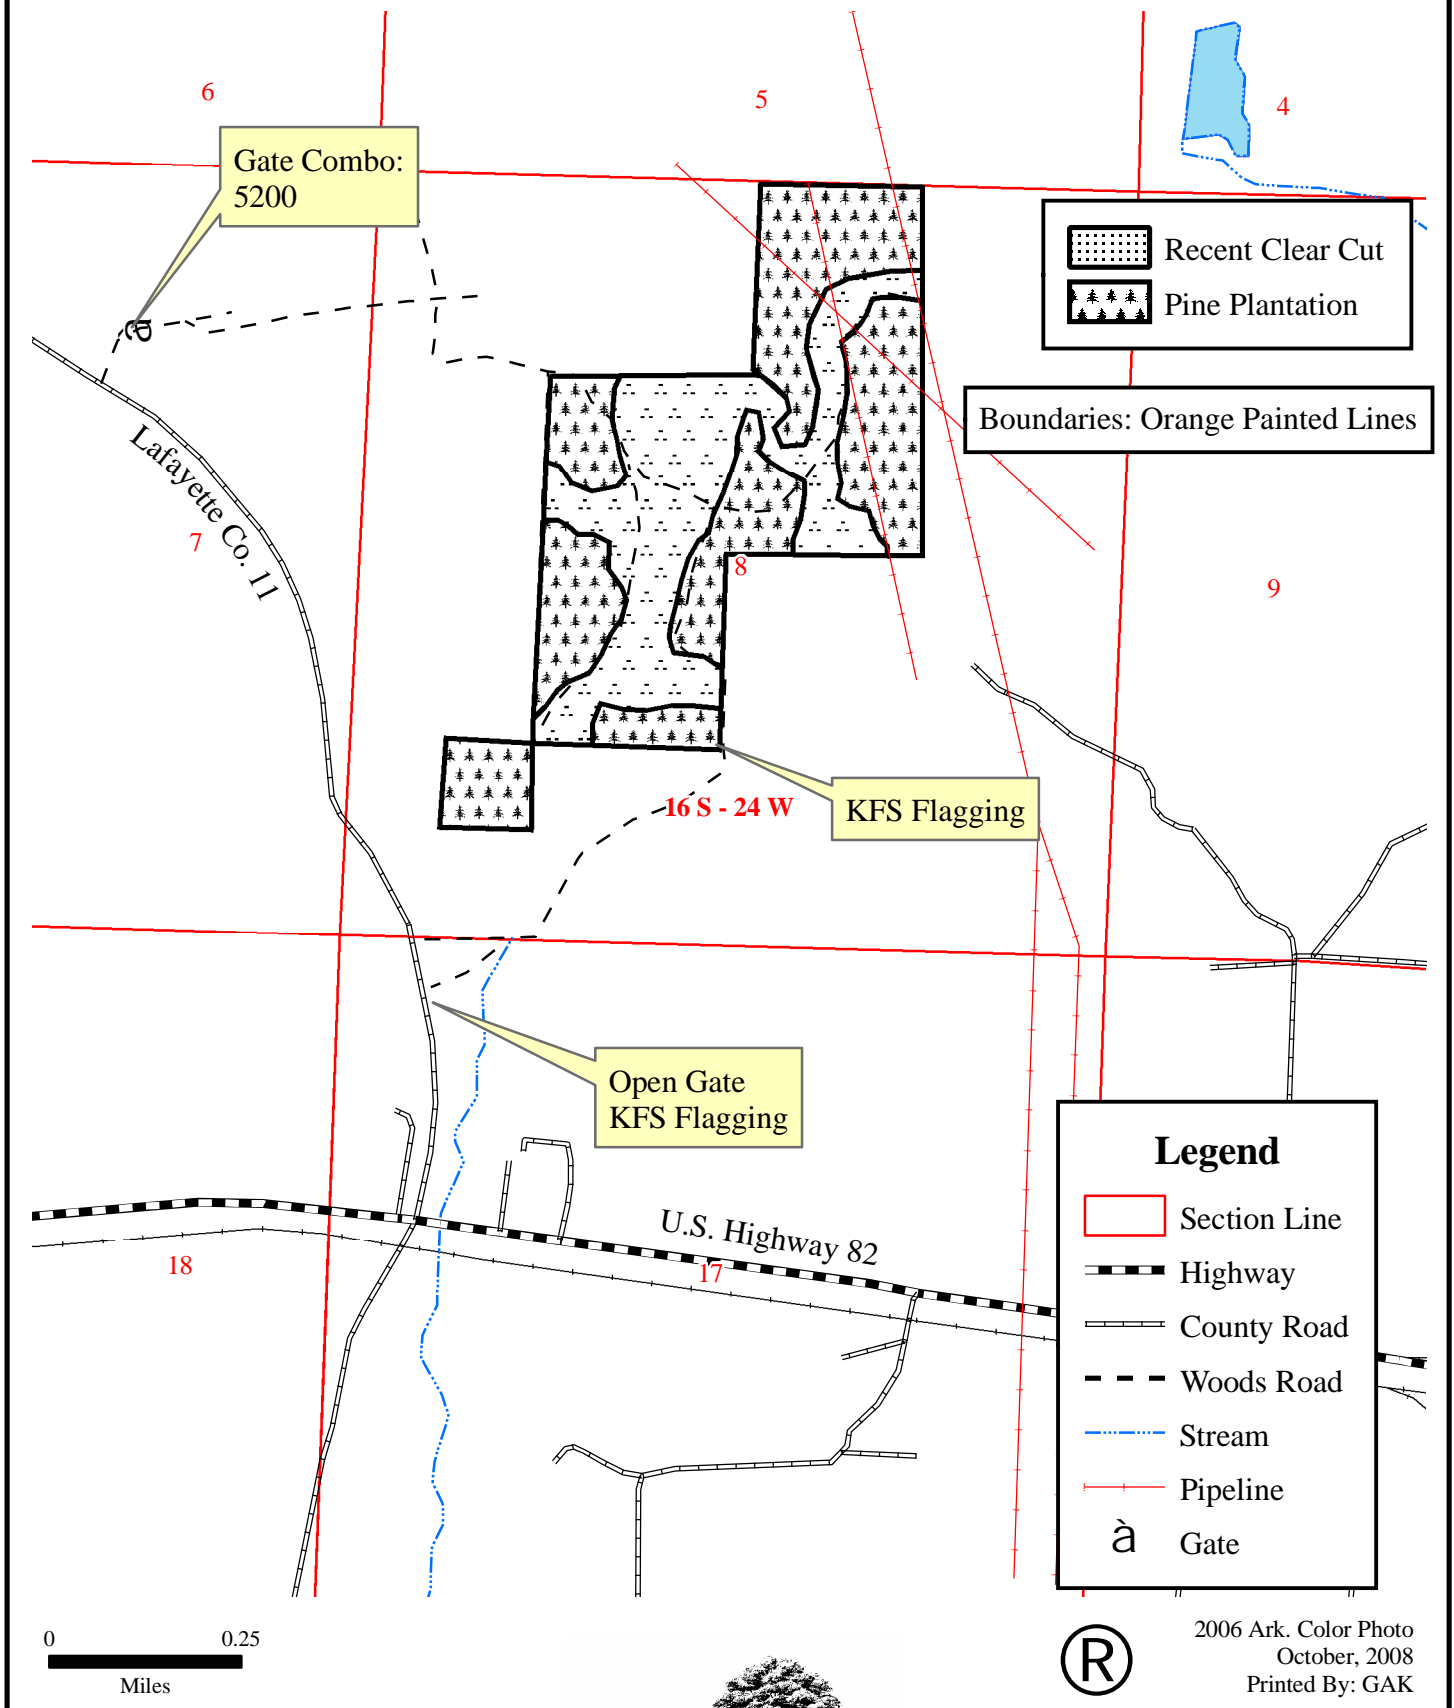 6
5
4
Gate Combo:
5200
Recent Clear Cut
Pine Plantation
Boundaries: Orange Painted Lines
à
Lafayette Co. 11
7
8
9
16 S - 24 W
KFS Flagging
Open Gate
KFS Flagging
U.S. Highway 82
18
17
Legend
Section Line
Highway
County Road
Woods Road
Stream
Pipeline
à Gate
0 0.25
Miles
®
2006 Ark. Color Photo
October, 2008
Printed By: GAK